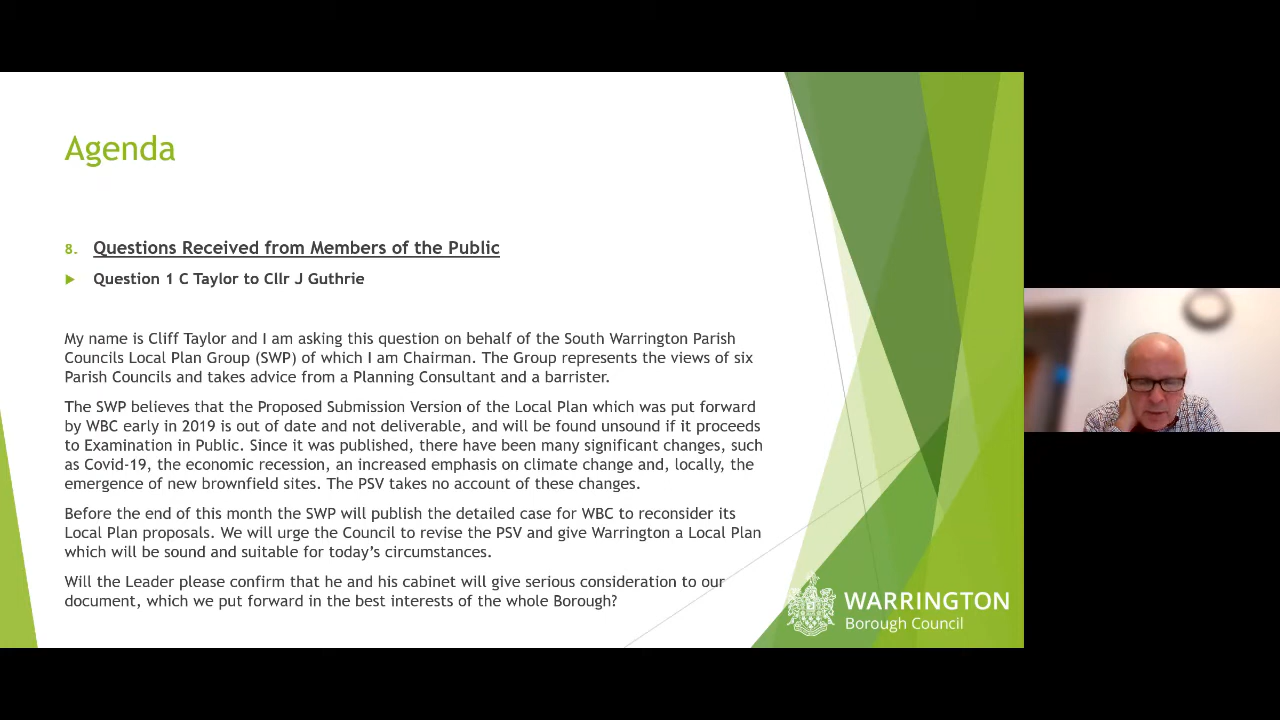 Agenda
8. Questions Received from Members of the Public
Question 1 C Taylor to Cllr J Guthrie
My name is Cliff Taylor and I am asking this question on behalf of the South Warrington Parish
Councils Local Plan Group (SWP) of which I am Chairman. The Group represents the views of six
Parish Councils and takes advice from a Planning Consultant and a barrister.
The SWP believes that the Proposed Submission Version of the Local Plan which was put forward
by WBC early in 2019 is out of date and not deliverable, and will be found unsound if it proceeds
to Examination in Public. Since it was published, there have been many significant changes, such
as Covid-19, the economic recession, an increased emphasis on climate change and, locally, the
emergence of new brownfield sites. The PSV takes no account of these changes.
Before the end of this month the SWP will publish the detailed case for WBC to reconsider its
Local Plan proposals. We will urge the Council to revise the PSV and give Warrington a Local Plan
which will be sound and suitable for today's circumstances.
Will the Leader please confirm that he and his cabinet will give serious consideration to our
document, which we put forward in the best interests of the whole Borough?
WARRINGTON
Borough Council